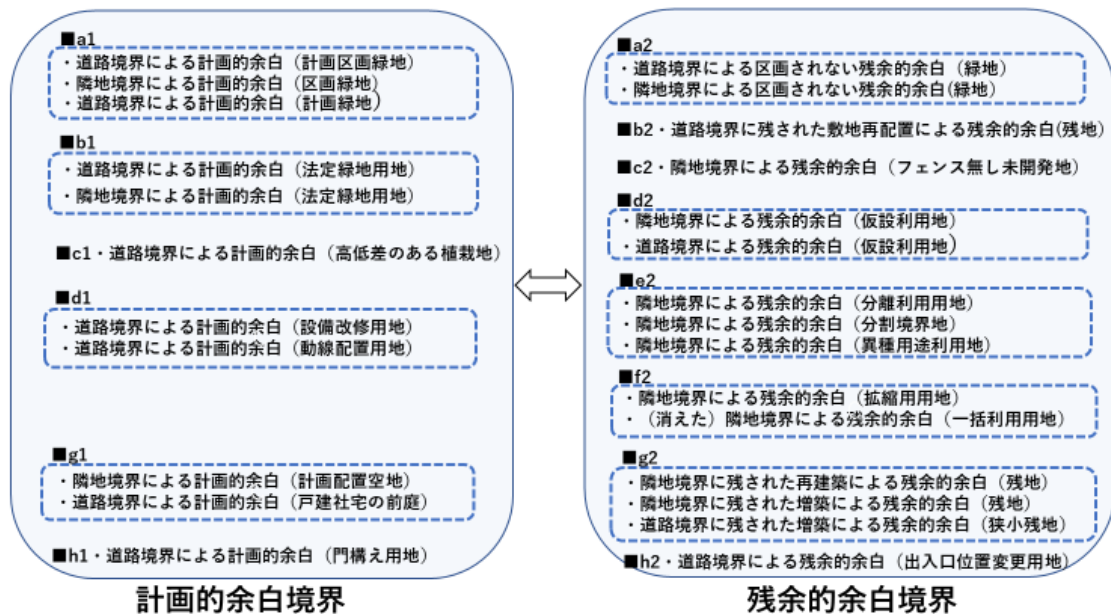 ■a1
・道路境界による計画的余白（計画区画緑地）
・隣地境界による計画的余白（区画緑地）
・道路境界による計画的余白（計画緑地）
■b1
・道路境界による計画的余白（法定緑地用地）
・隣地境界による計画的余白（法定緑地用地）
■c1・道路境界による計画的余白（高低差のある植栽地）
■d1
・道路境界による計画的余白（設備改修用地）
・道路境界による計画的余白（動線配置用地）
■g1
・隣地境界による計画的余白（計画配置空地）
・道路境界による計画的余白（戸建社宅の前庭）
■h1・道路境界による計画的余白（門構え用地）
計画的余白境界
■a2
・道路境界による区画されない残余的余白（緑地）
・隣地境界による区画されない残余的余白(緑地）
■b2・道路境界に残された敷地再配置による残余的余白(残地）
■c2・隣地境界による残余的余白（フェンス無し未開発地）
■d2
・隣地境界による残余的余白（仮設利用地）
・道路境界による残余的余白（仮設利用地）
■e2
・隣地境界による残余的余白（分離利用用地）
・隣地境界による残余的余白（分割境界地）
・隣地境界による残余的余白（異種用途利用地）
■f2
・隣地境界による残余的余白（拡縮用用地）
・（消えた）隣地境界による残余的余白（一括利用用地）
■g2
・隣地境界に残された再建築による残余的余白（残地）
・隣地境界に残された増築による残余的余白（残地）
・道路境界に残された増築による残余的余白（狭小残地）
■h2・道路境界による残余的余白（出入口位置変更用地）
残余的余白境界